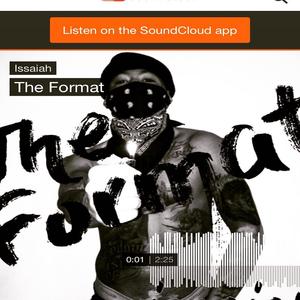 Listen on the SoundCloud app
Issaiah
The Format
The
Format
0:01 | 2:25